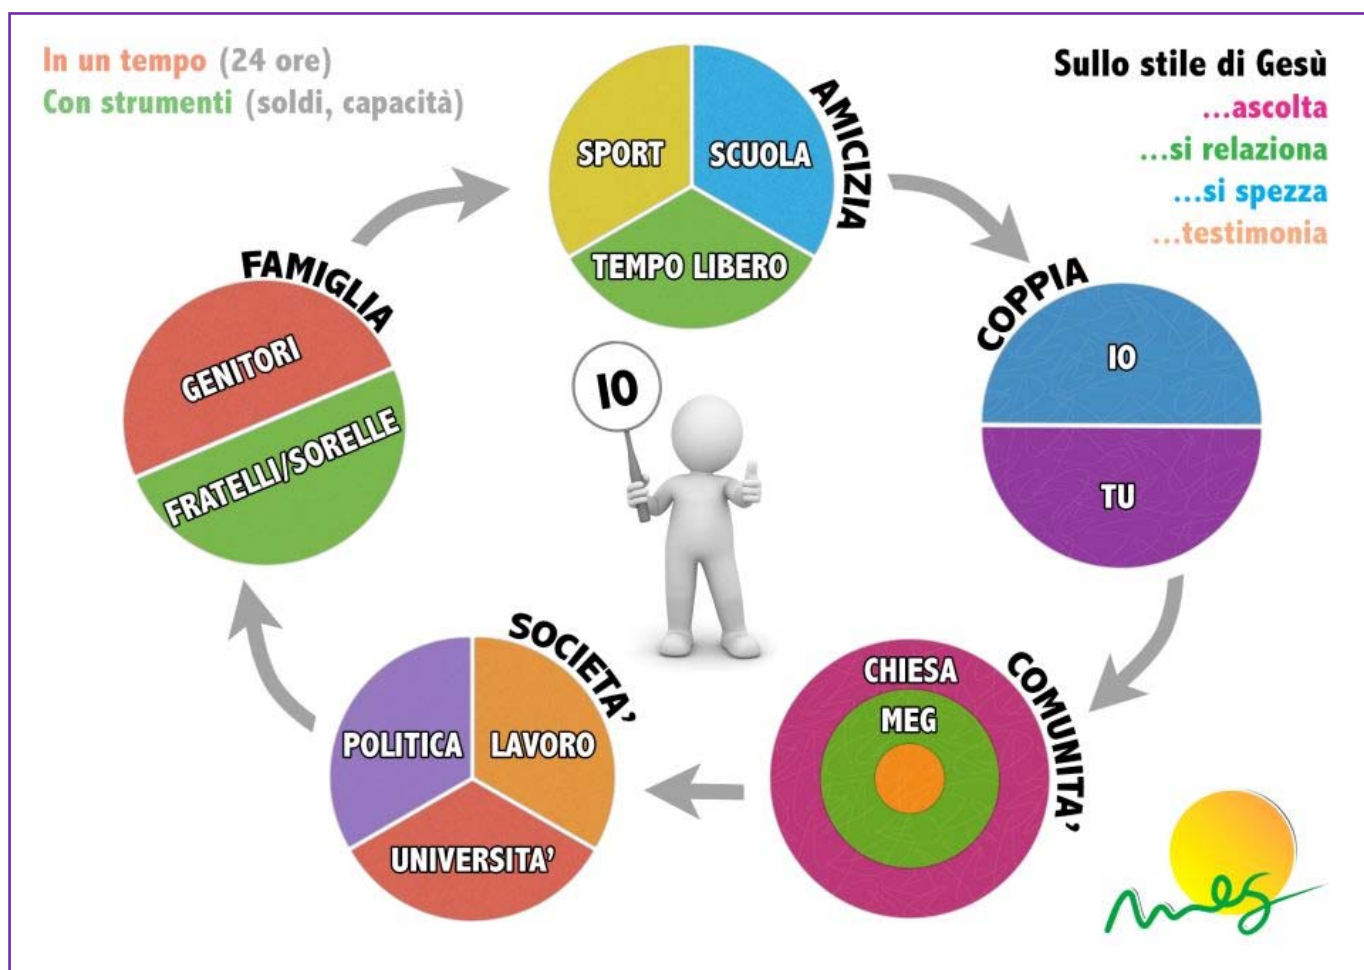 In un tempo (24 ore)
Con strumenti (soldi, capacità)
Sullo stile di Gesù
...ascolta
...si relaziona
...si spezza
...testimonia
AMICIZIA
SPORT
SCUOLA
TEMPO LIBERO
FAMIGLIA
GENITORI
FRATELLI/SORELLE
COPPIA
IO
TU
IO
SOCIETA'
POLITICA
LAVORO
UNIVERSITA'
COMUNITA'
CHIESA
MEG
meg